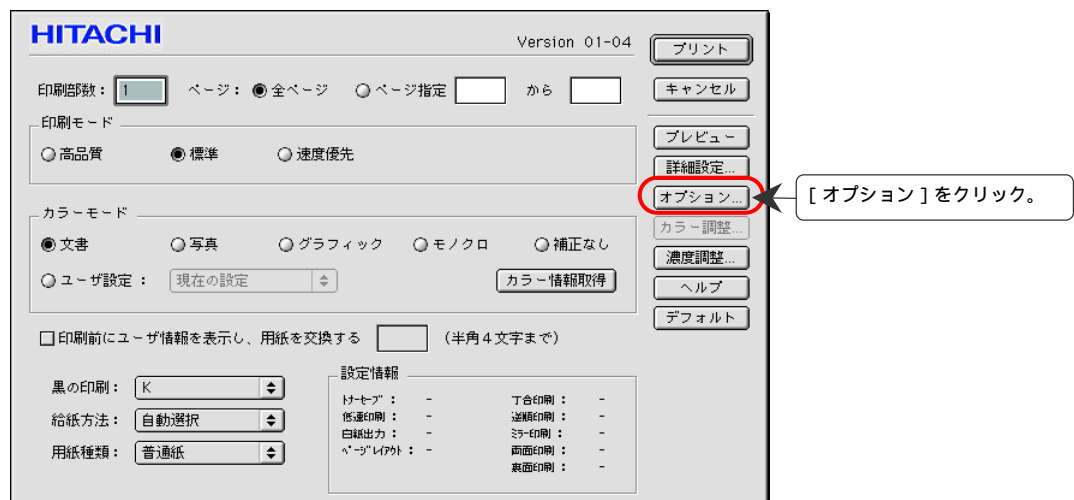 HITACHI
Version 01-04
プリント
印刷部数： 1 ページ： 全ページ ページ指定 から
キャンセル
印刷モード
高品質 標準 速度優先
プレビュー
詳細設定...
オプション...
[ オプション ] をクリック。
カラーモード
カラー調整...
文書 写真 グラフィック モノクロ 補正なし
濃度調整...
ユーザ設定 ： 現在の設定 カラー情報取得
ヘルプ
デフォルト
印刷前にユーザ情報を表示し、用紙を交換する （半角４文字まで）
設定情報
黒の印刷： K
給紙方法： 自動選択
用紙種類： 普通紙
ﾄﾅｰｾｰﾌﾞ： - 丁合印刷： -
低速印刷： - 逆順印刷： -
白紙出力： - ﾐﾗｰ印刷： -
ﾍﾟｰｼﾞﾚｲｱｳﾄ： - 両面印刷： -
裏面印刷： -